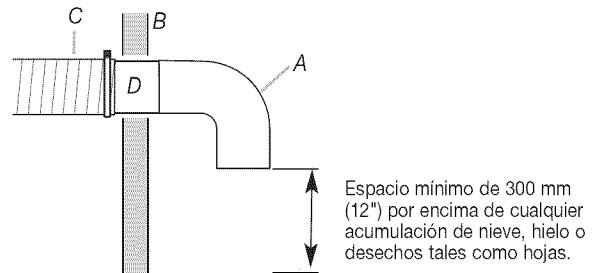 C
B
A
D
Espacio mínimo de 300 mm
(12") por encima de cualquier
acumulación de nieve, hielo o
desechos tales como hojas.